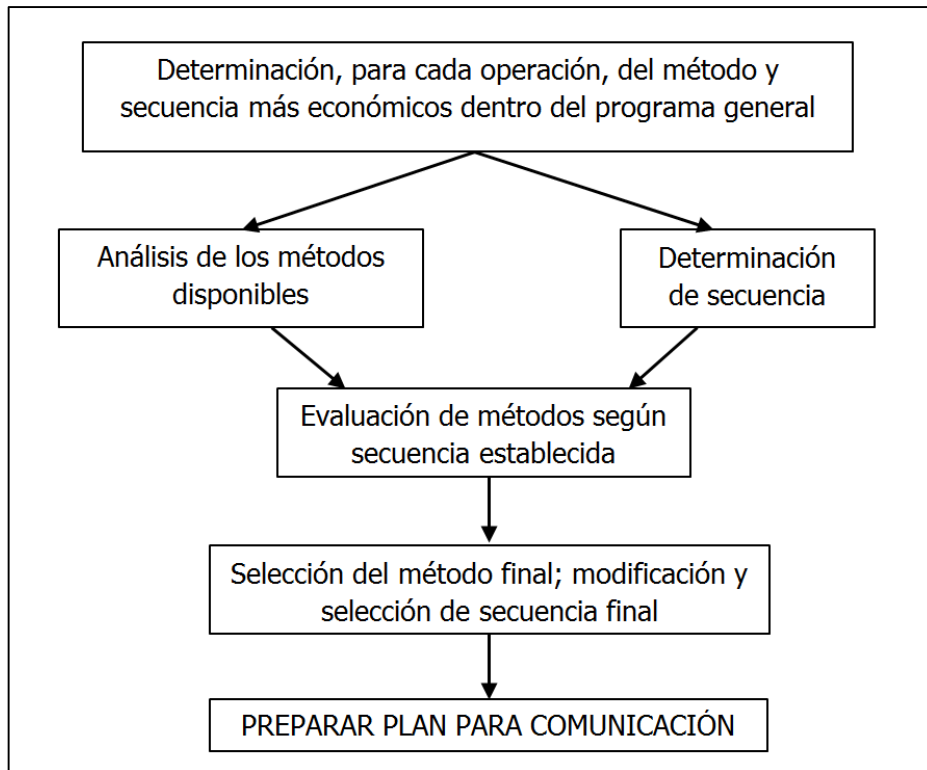 Determinación, para cada operación, del método y
secuencia más económicos dentro del programa general
Análisis de los métodos
disponibles
Determinación
de secuencia
Evaluación de métodos según
secuencia establecida
Selección del método final; modificación y
selección de secuencia final
PREPARAR PLAN PARA COMUNICACIÓN